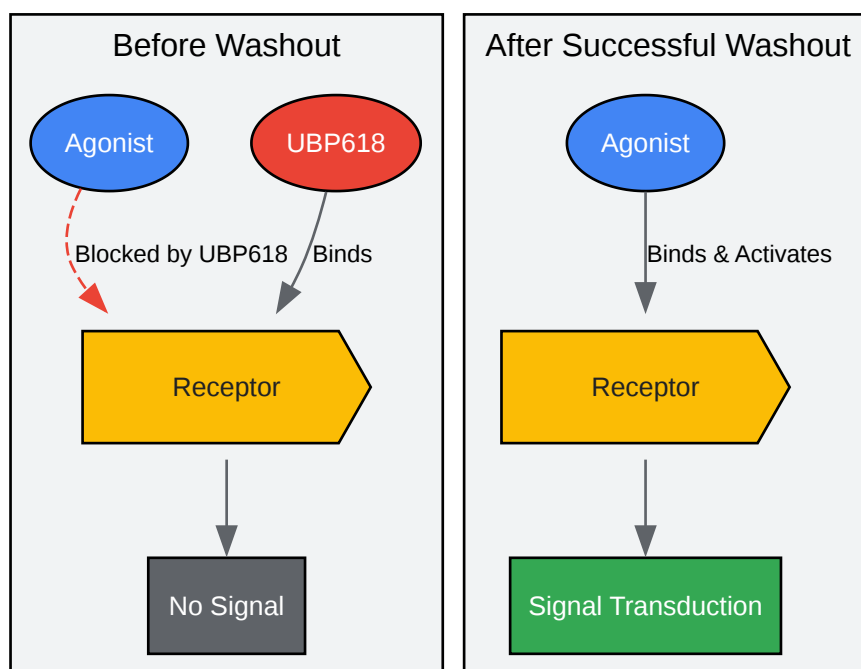 Before Washout
Agonist
UBP618
Blocked by UBP618
Binds
Receptor
No Signal
After Successful Washout
Agonist
Binds & Activates
Receptor
Signal Transduction